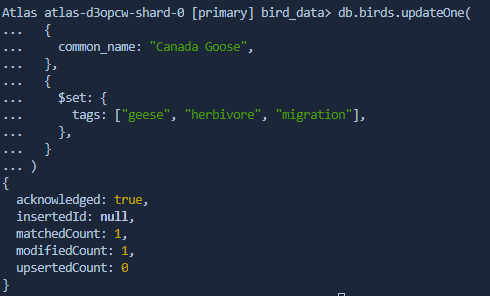 Atlas atlas-d3opcw-shard-0 [primary] bird_data> db.birds.updateOne(
...   {
...     common_name: "Canada Goose",
...   },
...   {
...     $set: {
...       tags: ["geese", "herbivore", "migration"],
...     },
...   }
... )
{
  acknowledged: true,
  insertedId: null,
  matchedCount: 1,
  modifiedCount: 1,
  upsertedCount: 0
}